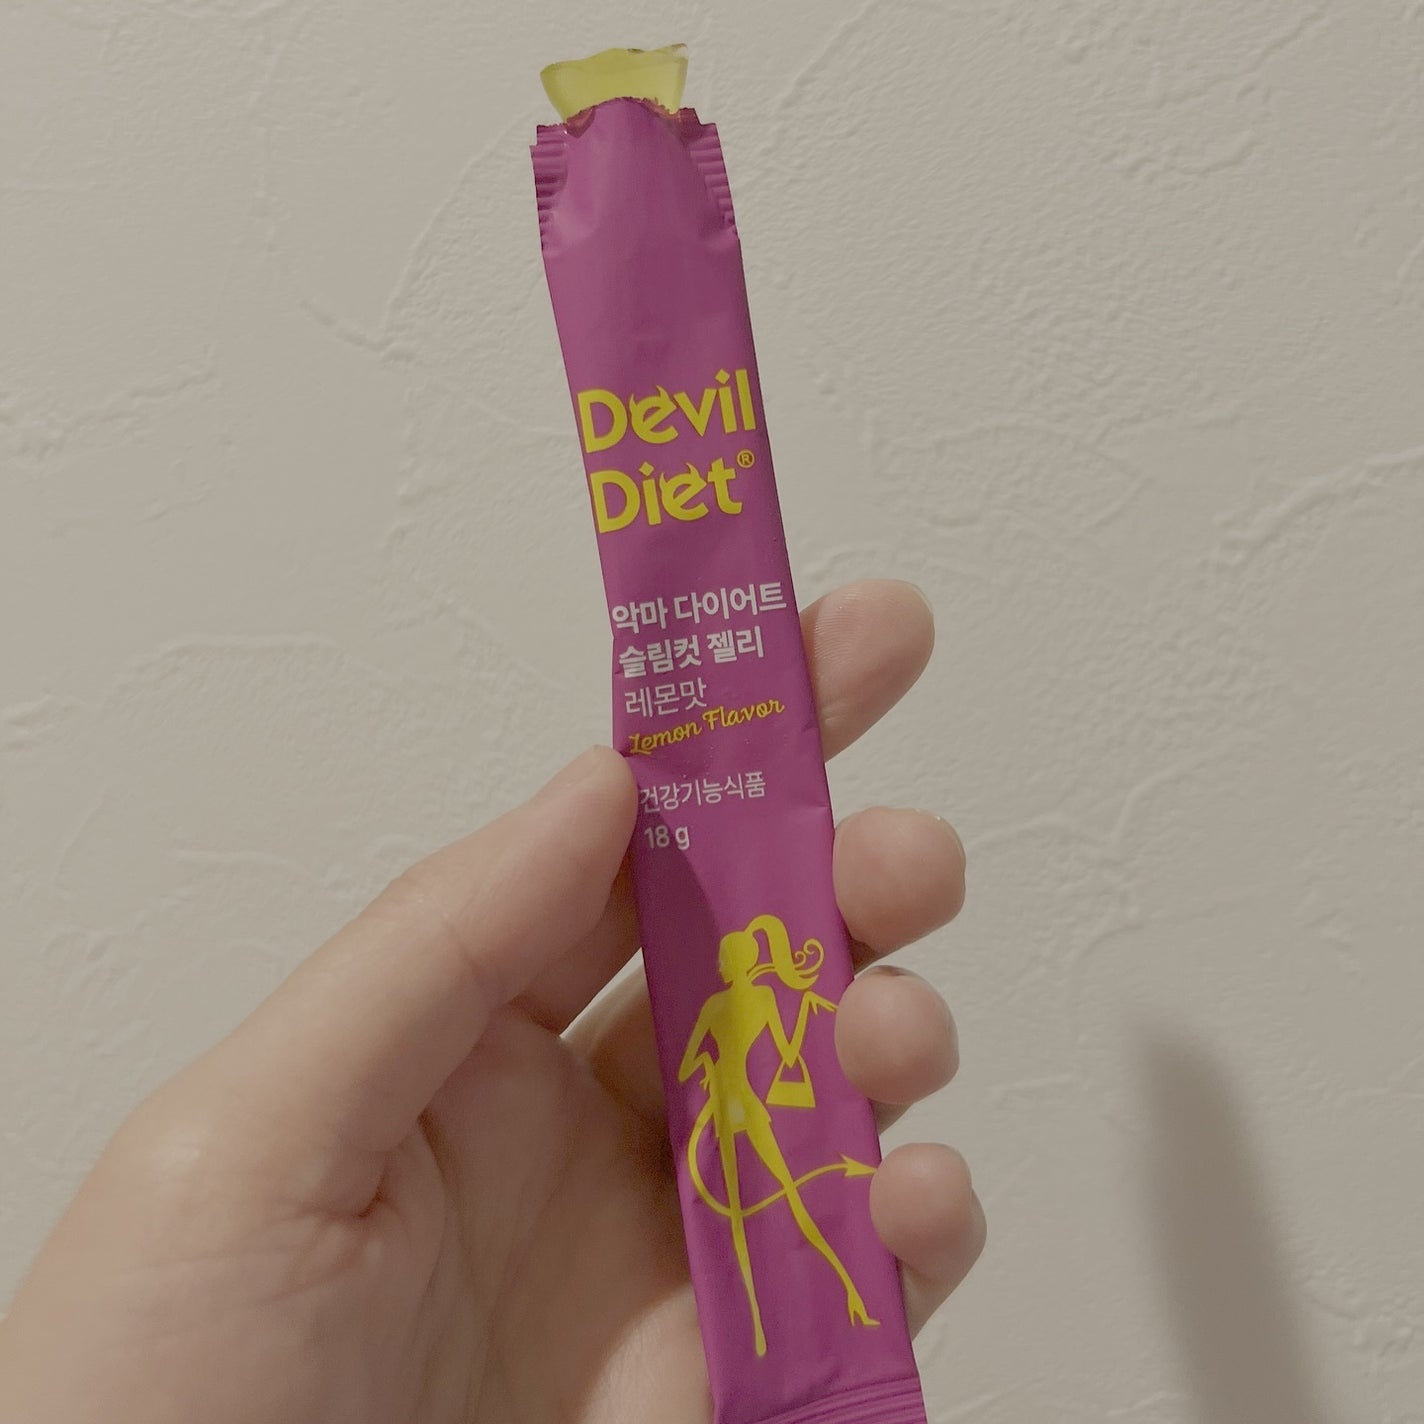 Devil
Diet®
악마 다이어트
슬림컷 젤리
레몬맛
Lemon Flavor
건강기능식품
18 g